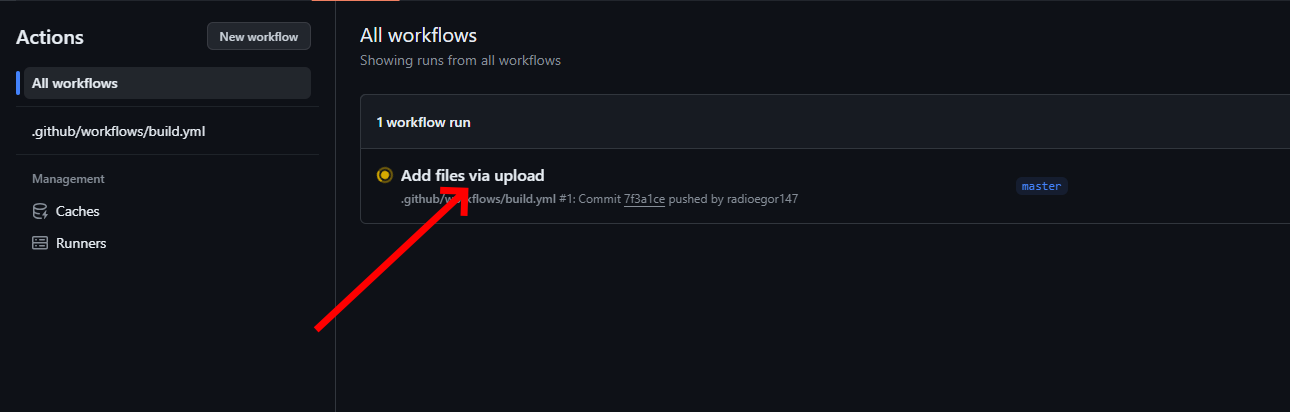 Actions
New workflow
All workflows
.github/workflows/build.yml
Management
Caches
Runners
All workflows
Showing runs from all workflows
1 workflow run
Add files via upload
master
.github/workflows/build.yml #1: Commit 7f3a1ce pushed by radioegor147